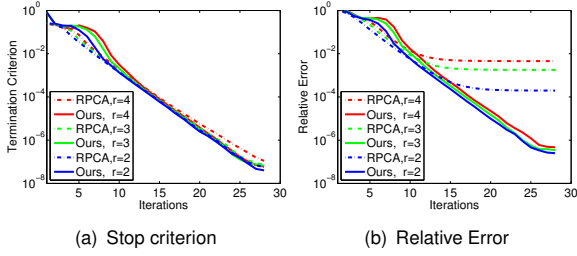 10^0
10^-2
10^-4
10^-6
10^-8
Termination Criterion
RPCA,r=4
Ours, r=4
RPCA,r=3
Ours, r=3
RPCA,r=2
Ours, r=2
5 10 15 20 25 30
Iterations
(a) Stop criterion
10^0
10^-2
10^-4
10^-6
10^-8
Relative Error
RPCA,r=4
Ours, r=4
RPCA,r=3
Ours, r=3
RPCA,r=2
Ours, r=2
5 10 15 20 25 30
Iterations
(b) Relative Error